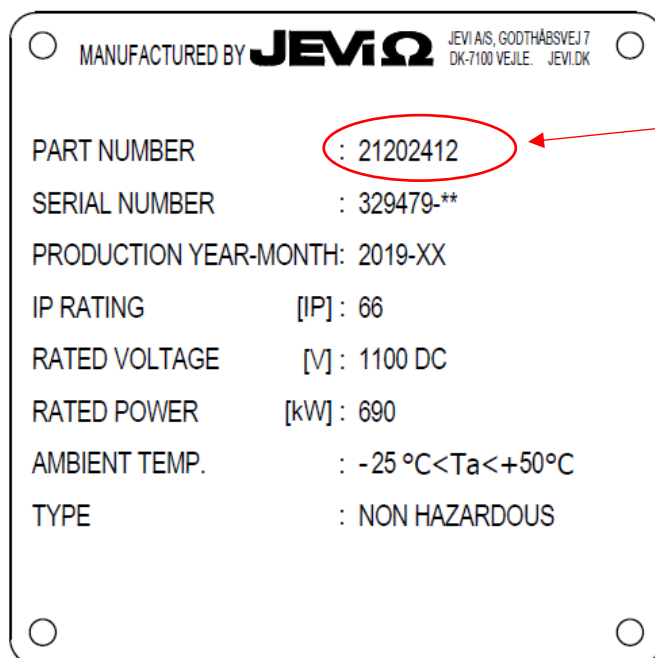 MANUFACTURED BY JEVI Ω JEVI A/S, GODTHÅBSVEJ 7
DK-7100 VEJLE. JEVI.DK
PART NUMBER : 21202412
SERIAL NUMBER : 329479-**
PRODUCTION YEAR-MONTH: 2019-XX
IP RATING [IP] : 66
RATED VOLTAGE [V] : 1100 DC
RATED POWER [kW] : 690
AMBIENT TEMP. : -25 °C<Ta<+50°C
TYPE : NON HAZARDOUS